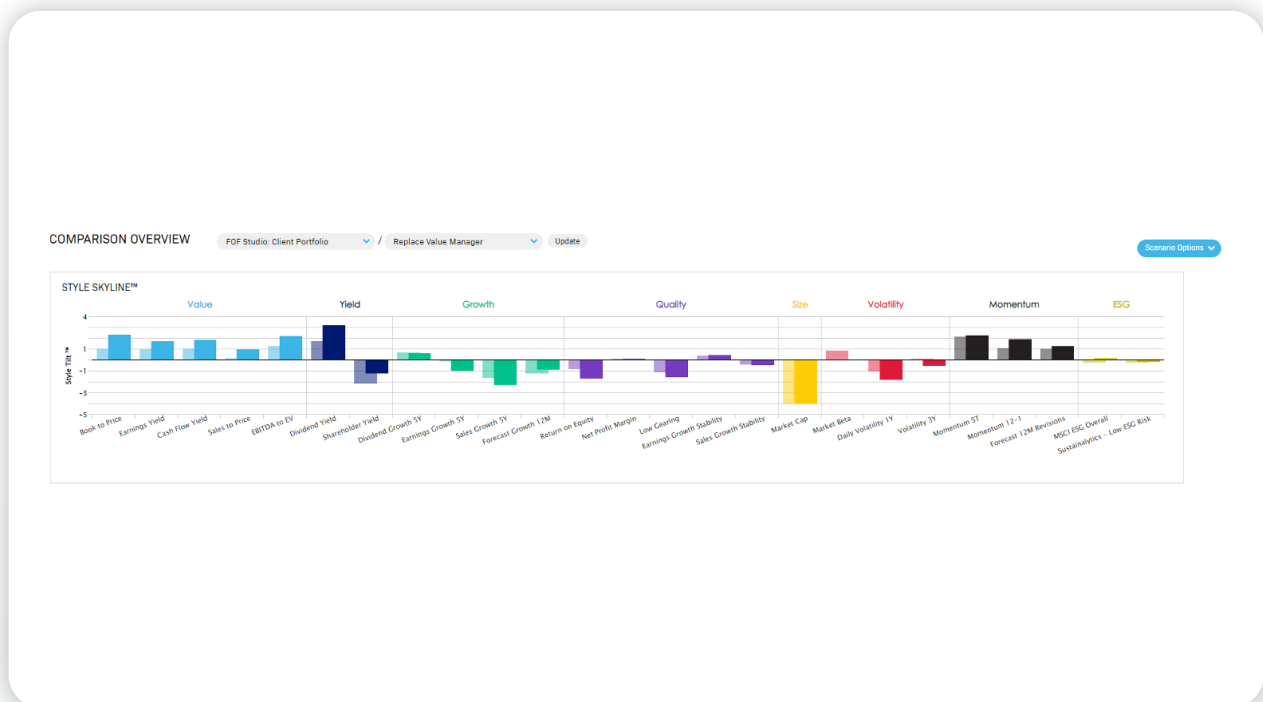 COMPARISON OVERVIEW FOF Studio: Client Portfolio / Replace Value Manager Update
Scenario Options
STYLE SKYLINE™
Value Yield Growth Quality Size Volatility Momentum ESG
Style Tilt ™
4
1
−1
−3
−5
Book to Price
Earnings Yield
Cash Flow Yield
Sales to Price
EBITDA to EV
Dividend Yield
Shareholder Yield
Dividend Growth 5Y
Earnings Growth 5Y
Sales Growth 5Y
Forecast Growth 12M
Return on Equity
Net Profit Margin
Low Gearing
Earnings Growth Stability
Sales Growth Stability
Market Cap
Market Beta
Daily Volatility 1Y
Volatility 3Y
Momentum ST
Momentum 12-1
Forecast 12M Revisions
MSCI ESG Overall
Sustainalytics - Low ESG Risk